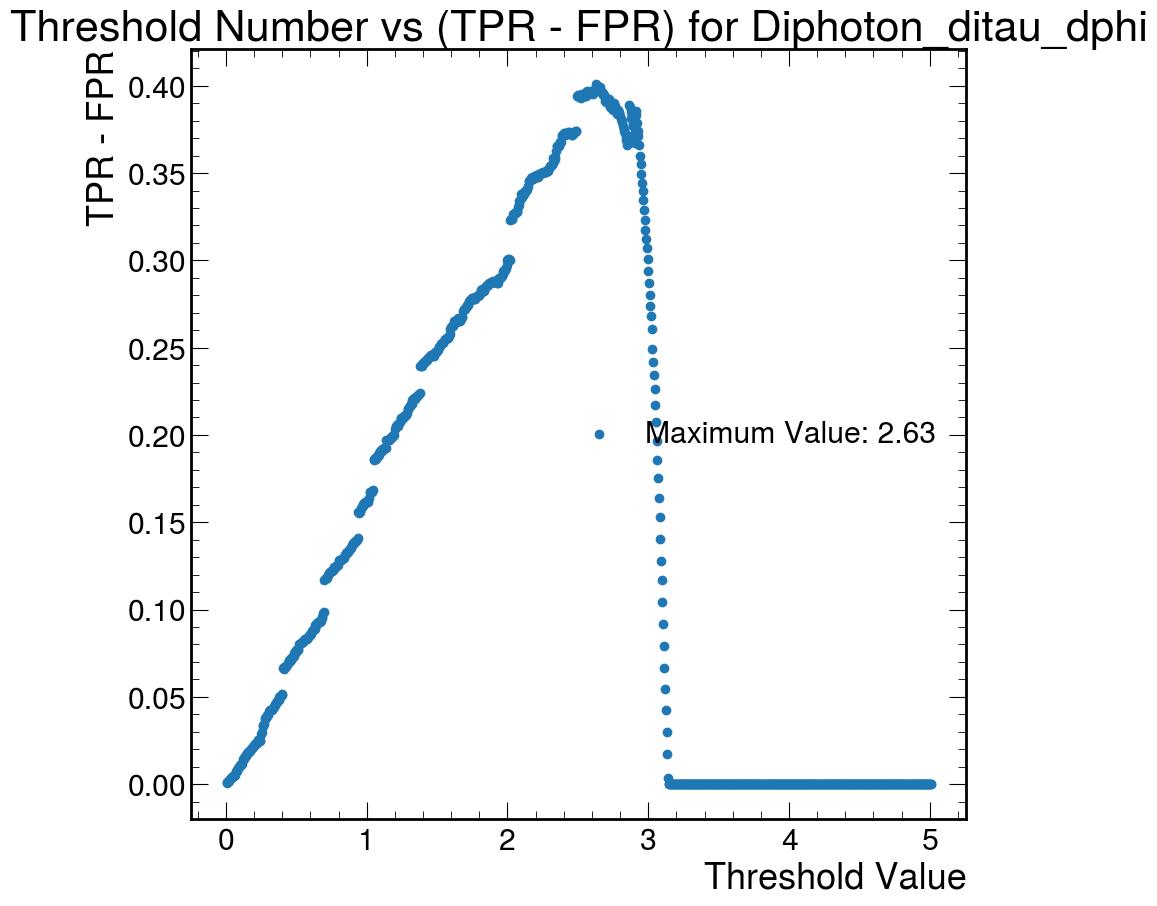 Threshold Number vs (TPR - FPR) for Diphoton_ditau_dphi
TPR - FPR
0.40
0.35
0.30
0.25
0.20
0.15
0.10
0.05
0.00
Maximum Value: 2.63
0 1 2 3 4 5
Threshold Value